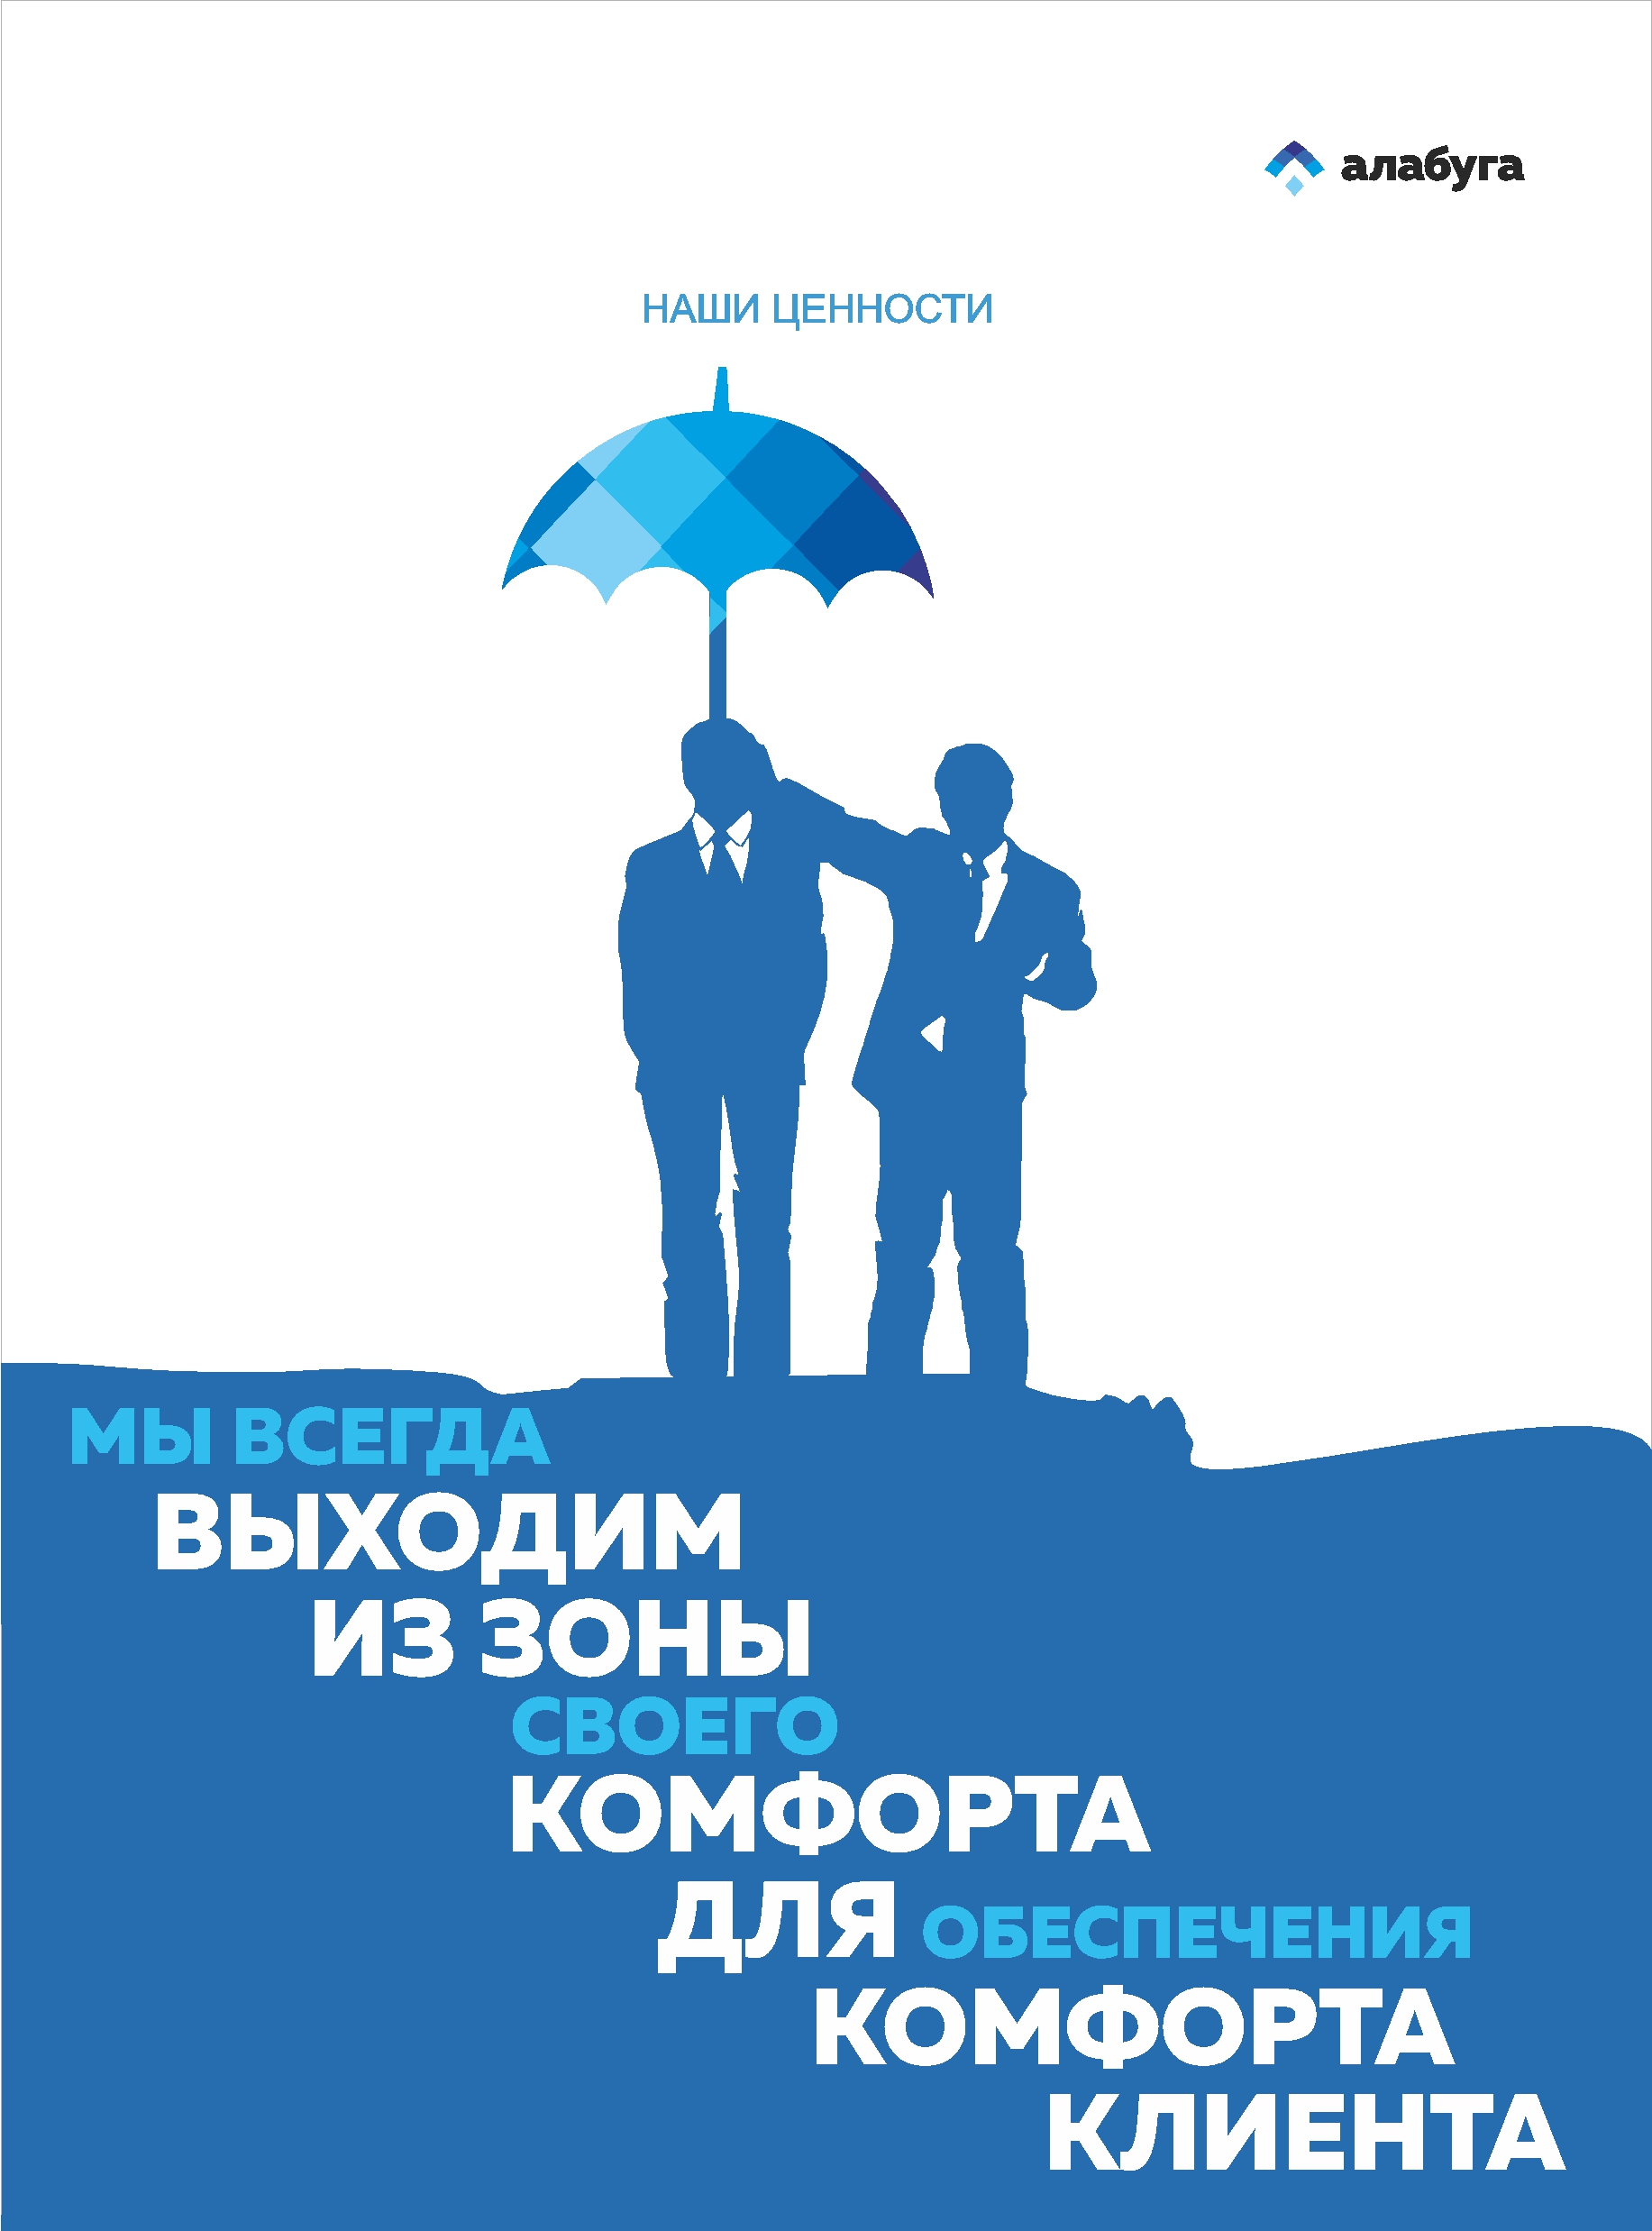 алабуга
НАШИ ЦЕННОСТИ
МЫ ВСЕГДА
ВЫХОДИМ
ИЗ ЗОНЫ
СВОЕГО
КОМФОРТА
ДЛЯ ОБЕСПЕЧЕНИЯ
КОМФОРТА
КЛИЕНТА